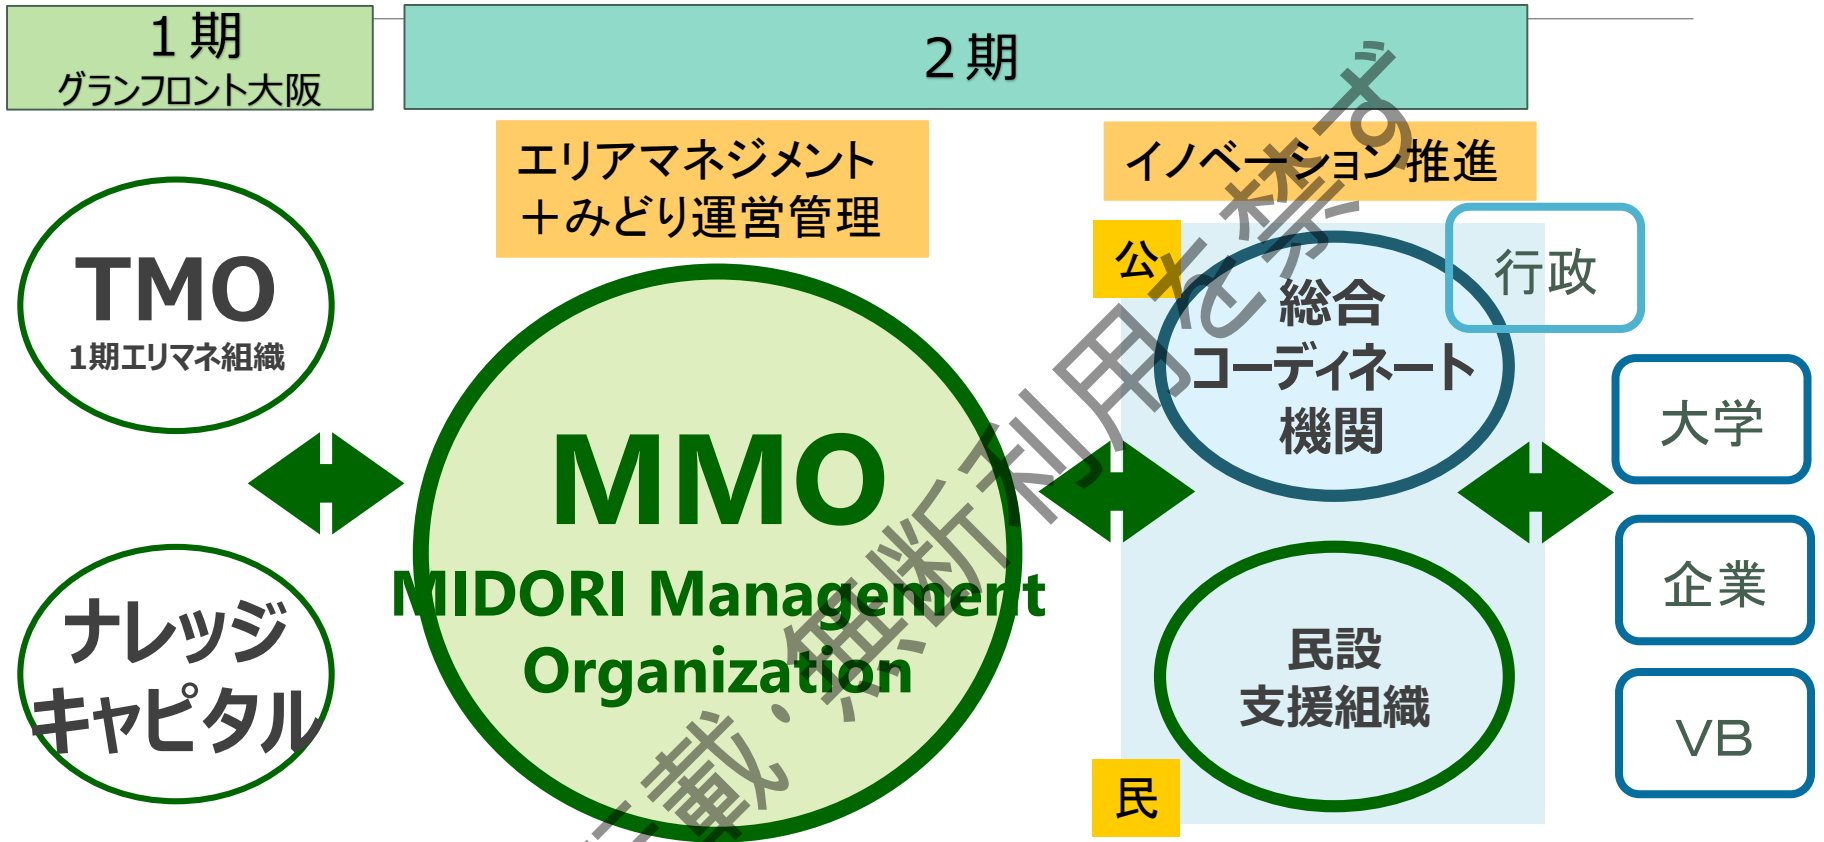 １期
グランフロント大阪
２期
エリアマネジメント
＋みどり運営管理
イノベーション推進
TMO
1期エリマネ組織
ナレッジ
キャピタル
MMO
MIDORI Management
Organization
公
総合
コーディネート
機関
行政
民設
支援組織
民
大学
企業
VB
転載・無断利用を禁ず